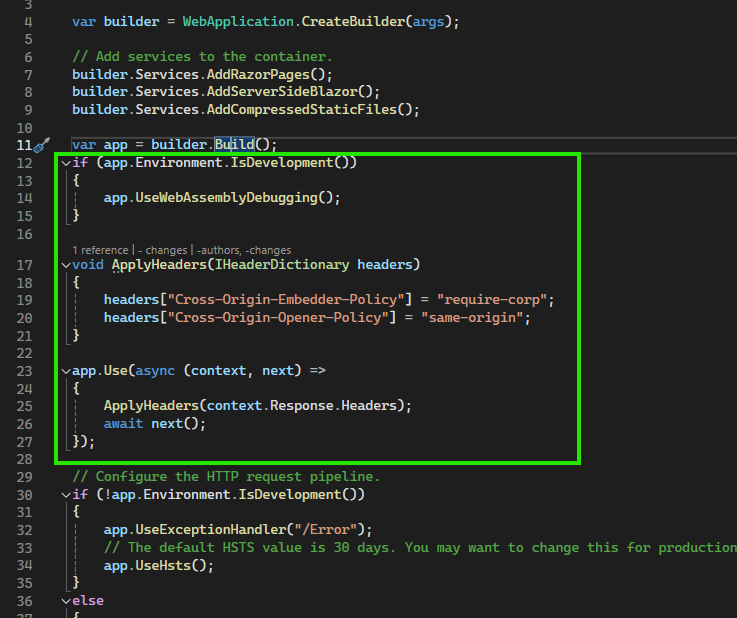 3
4 var builder = WebApplication.CreateBuilder(args);
5
6 // Add services to the container.
7 builder.Services.AddRazorPages();
8 builder.Services.AddServerSideBlazor();
9 builder.Services.AddCompressedStaticFiles();
10
11 var app = builder.Build();
12 if (app.Environment.IsDevelopment())
13 {
14 app.UseWebAssemblyDebugging();
15 }
16
1 reference | - changes | -authors, -changes
17 void ApplyHeaders(IHeaderDictionary headers)
18 {
19 headers["Cross-Origin-Embedder-Policy"] = "require-corp";
20 headers["Cross-Origin-Opener-Policy"] = "same-origin";
21 }
22
23 app.Use(async (context, next) =>
24 {
25 ApplyHeaders(context.Response.Headers);
26 await next();
27 });
28
29 // Configure the HTTP request pipeline.
30 if (!app.Environment.IsDevelopment())
31 {
32 app.UseExceptionHandler("/Error");
33 // The default HSTS value is 30 days. You may want to change this for production
34 app.UseHsts();
35 }
36 else
37 {